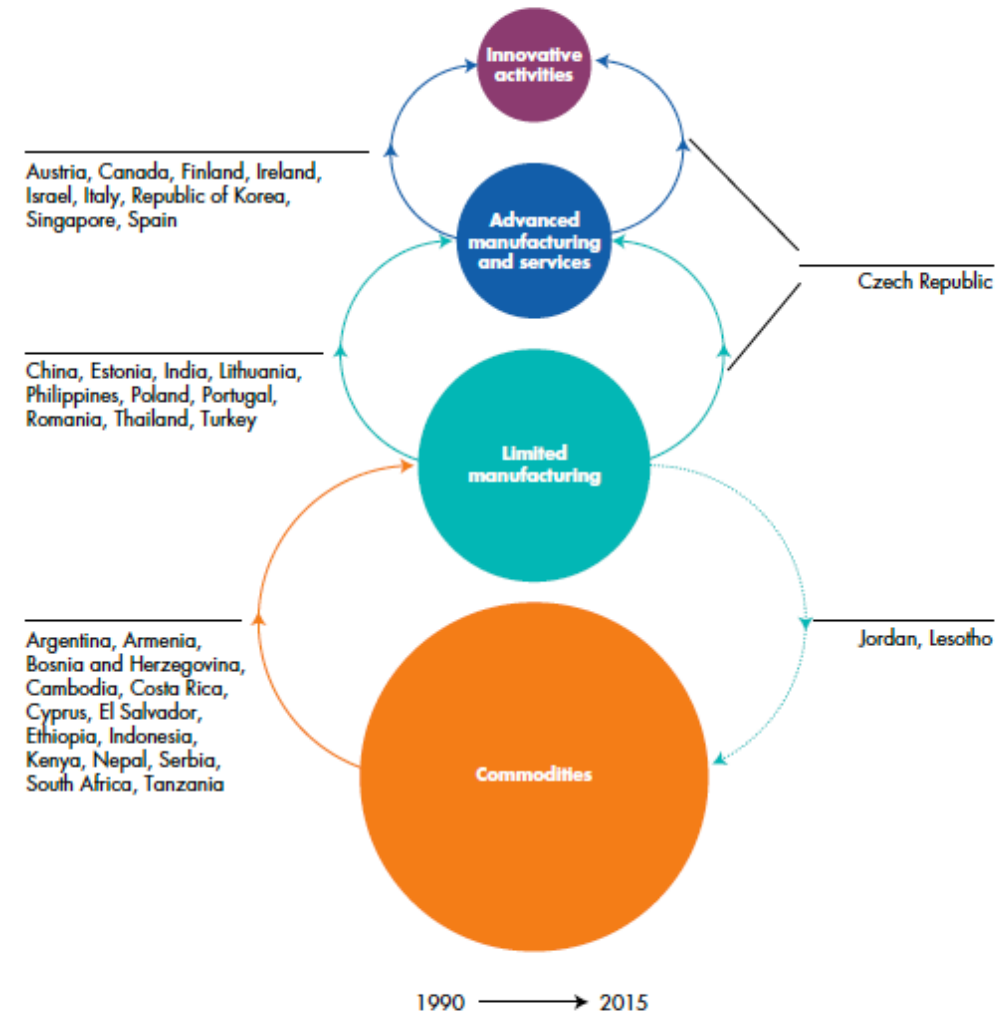 Innovative
activities
Austria, Canada, Finland, Ireland,
Israel, Italy, Republic of Korea,
Singapore, Spain
Advanced
manufacturing
and services
Czech Republic
China, Estonia, India, Lithuania,
Philippines, Poland, Portugal,
Romania, Thailand, Turkey
Limited
manufacturing
Argentina, Armenia,
Bosnia and Herzegovina,
Cambodia, Costa Rica,
Cyprus, El Salvador,
Ethiopia, Indonesia,
Kenya, Nepal, Serbia,
South Africa, Tanzania
Jordan, Lesotho
Commodities
1990 2015